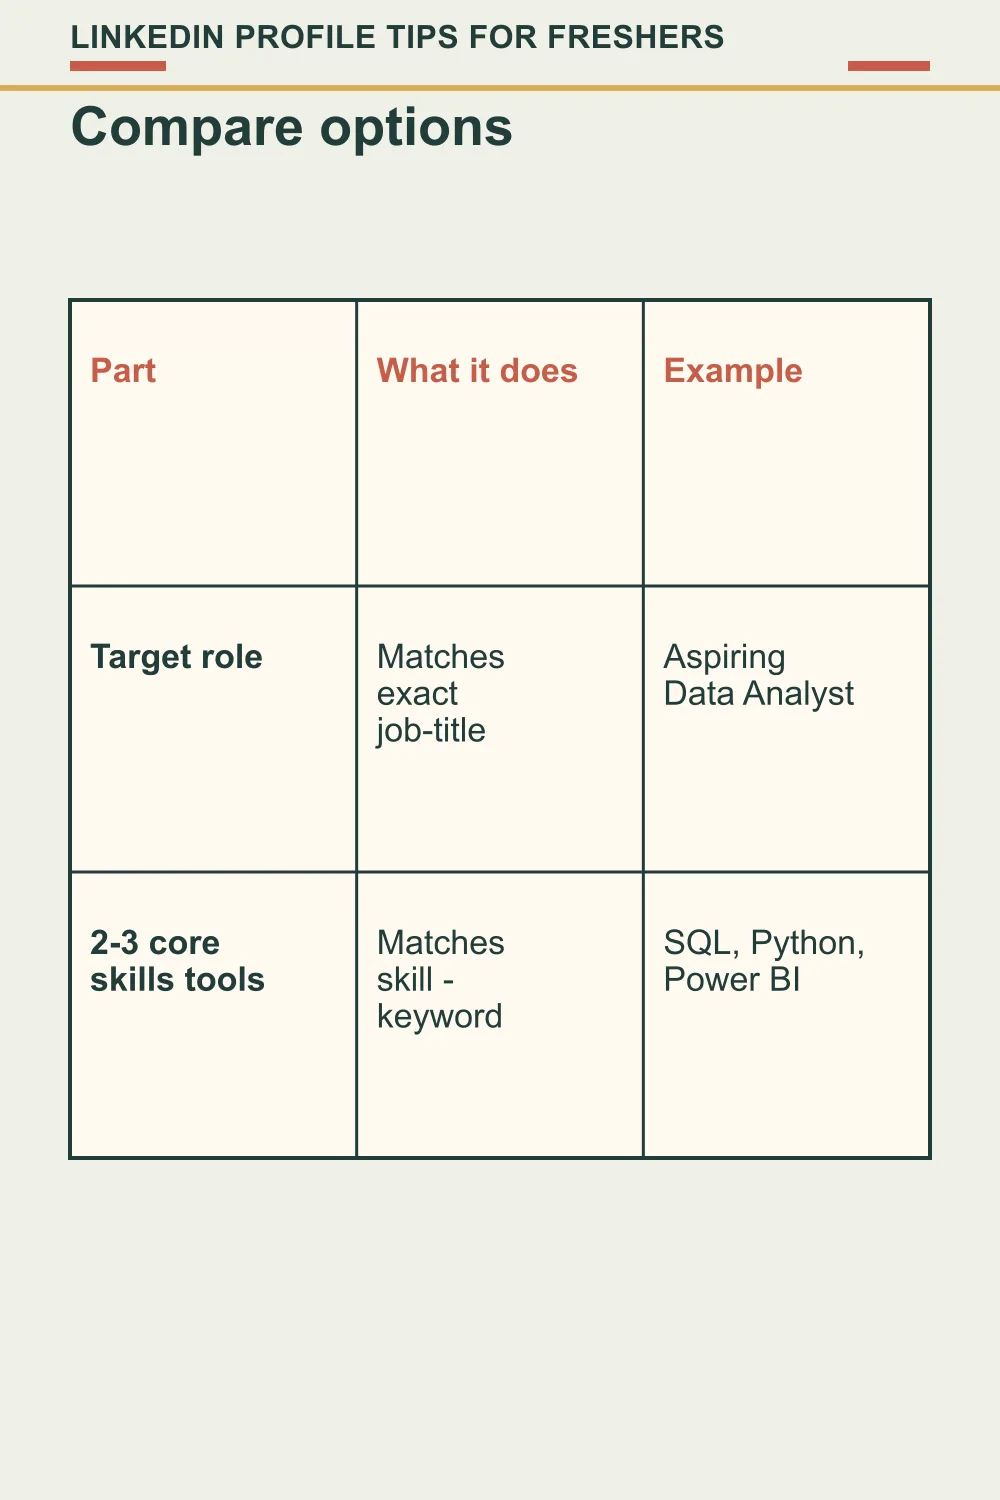 LINKEDIN PROFILE TIPS FOR FRESHERS
Compare options
Part
What it does
Example
Target role
Matches
exact
job-title
Aspiring
Data Analyst
2-3 core
skills tools
Matches
skill -
keyword
SQL, Python,
Power BI